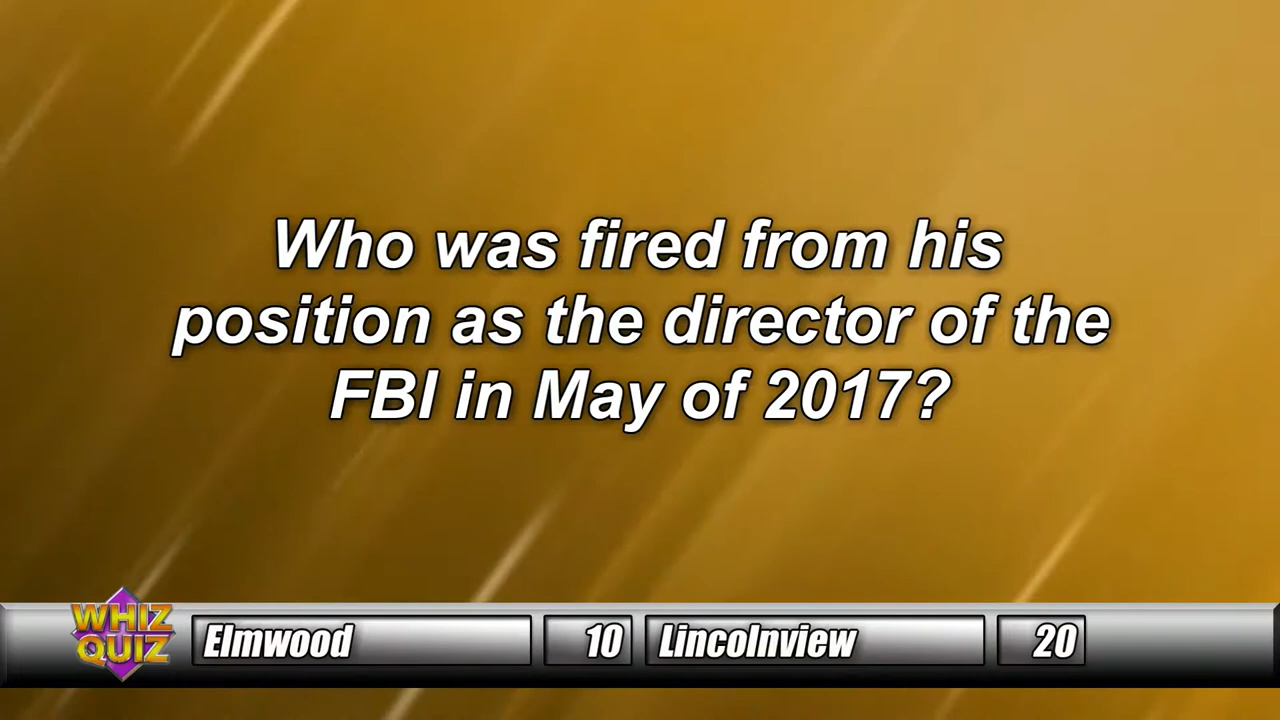 Who was fired from his
position as the director of the
FBI in May of 2017?
WHIZ
QUIZ
Elmwood 10 Lincolnview 20